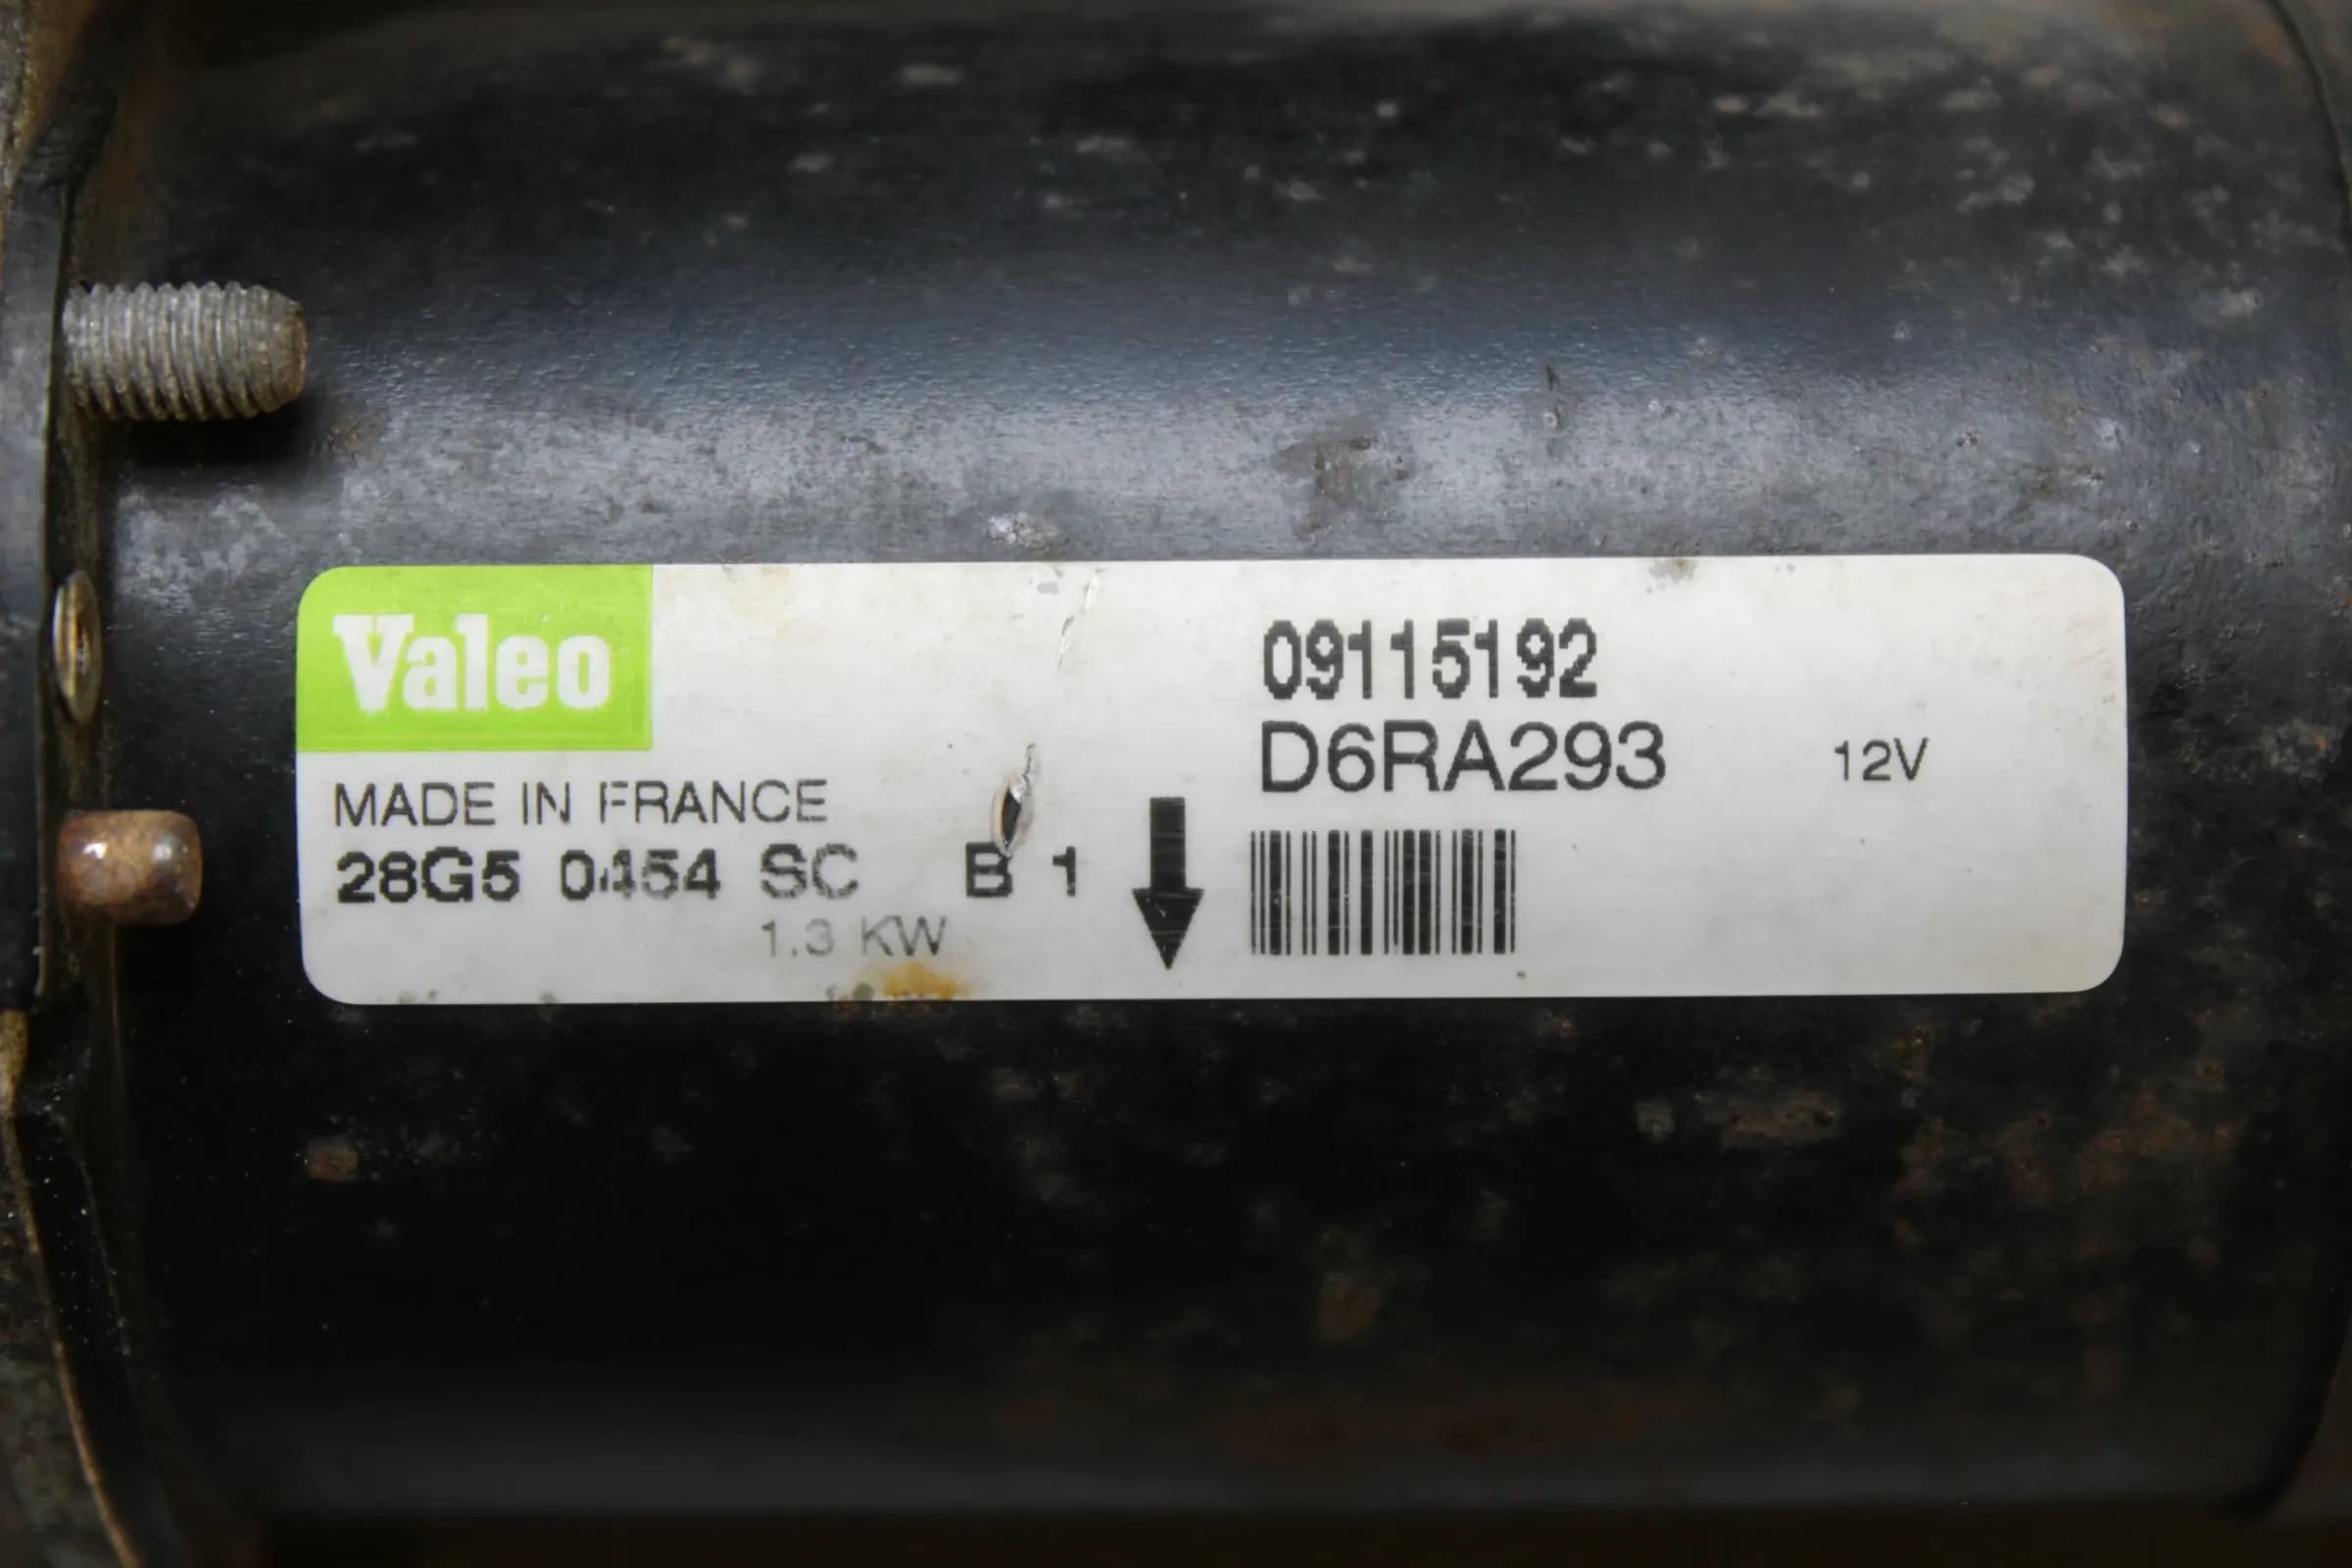 Valeo
09115192
D6RA293 12V
MADE IN FRANCE
28G5 0454 SC B 1
1.3 KW